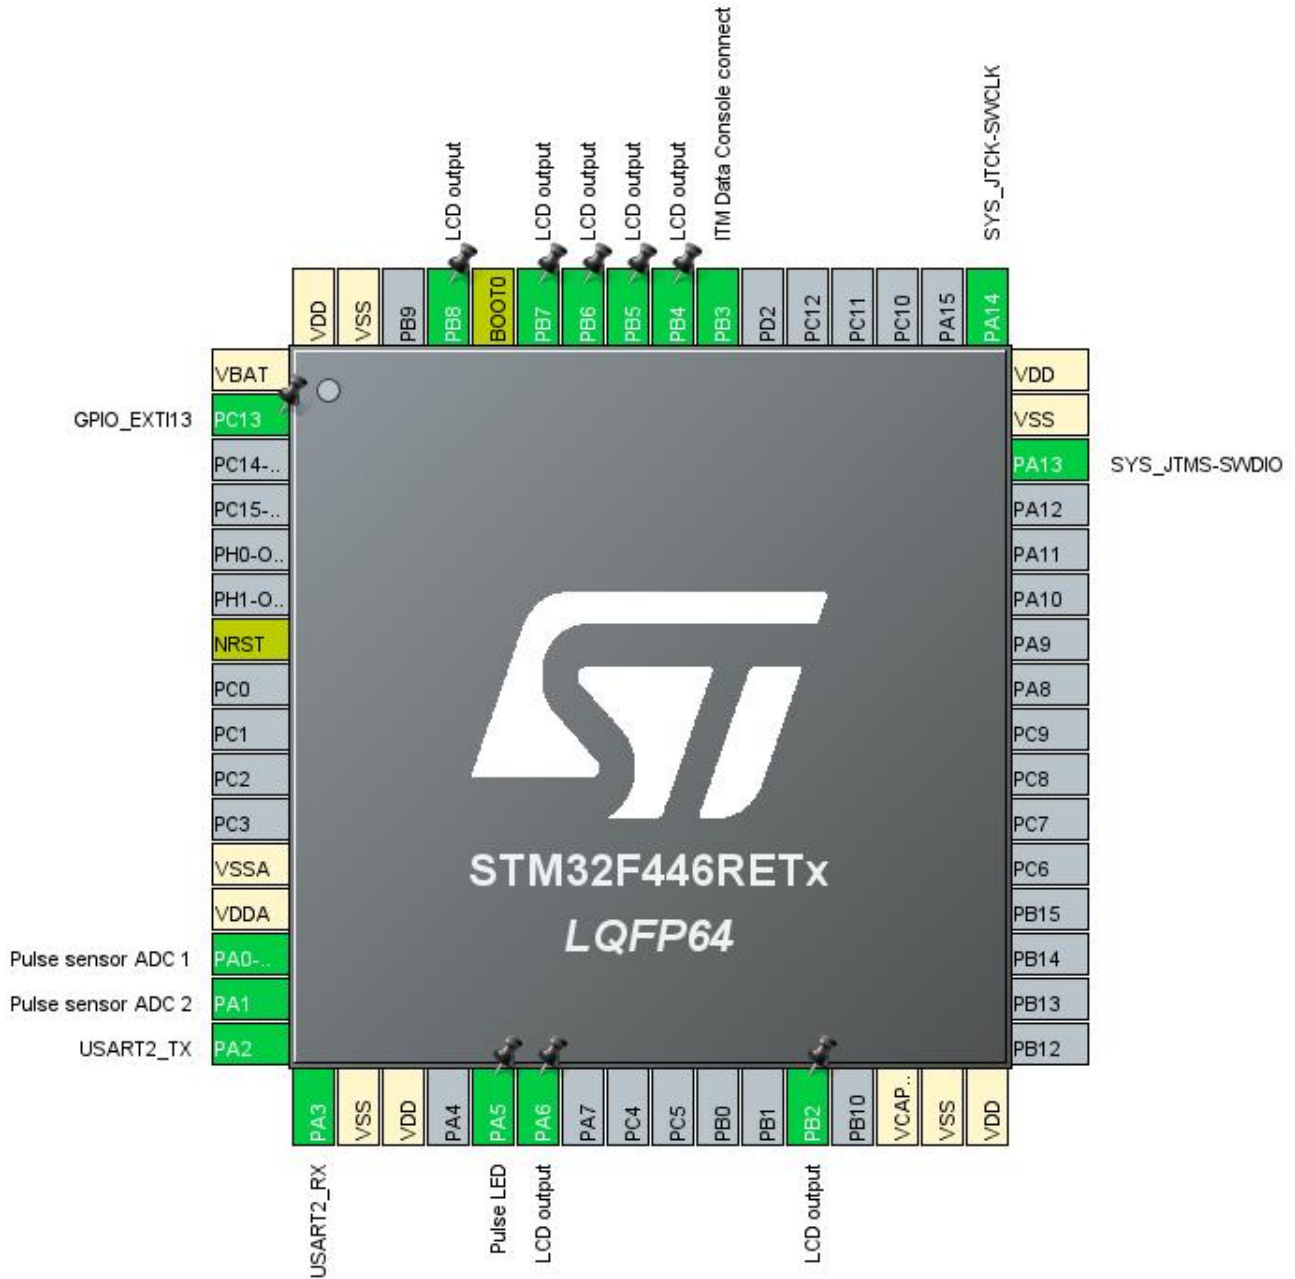 LCD output
LCD output
LCD output
LCD output
LCD output
ITM Data Console connect
SYS_JTCK-SWCLK
VDD
VSS
PB9
PB8
BOOT0
PB7
PB6
PB5
PB4
PB3
PD2
PC12
PC11
PC10
PA15
PA14
VBAT
GPIO_EXTI13 PC13
PC14-..
PC15-..
PH0-O..
PH1-O..
NRST
PC0
PC1
PC2
PC3
VSSA
VDDA
Pulse sensor ADC 1 PA0-..
Pulse sensor ADC 2 PA1
USART2_TX PA2
VDD
VSS
PA13 SYS_JTMS-SWDIO
PA12
PA11
PA10
PA9
PA8
PC9
PC8
PC7
PC6
PB15
PB14
PB13
PB12
ST
STM32F446RETx
LQFP64
PA3
VSS
VDD
PA4
PA5
PA6
PA7
PC4
PC5
PB0
PB1
PB2
PB10
VCAP..
VSS
VDD
USART2_RX
Pulse LED
LCD output
LCD output